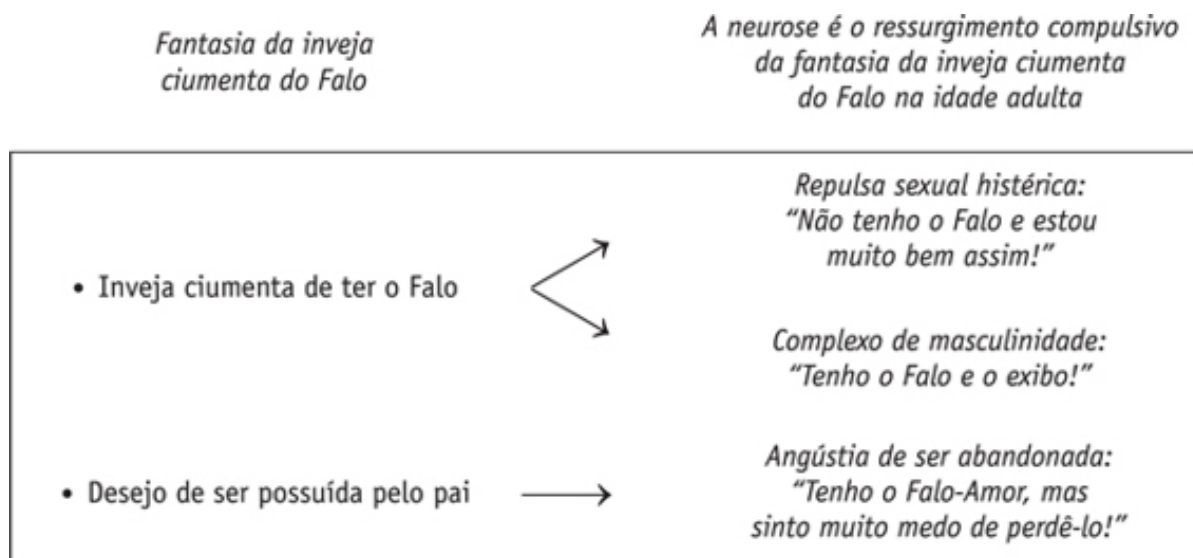 Fantasia da inveja
ciumenta do Falo
A neurose é o ressurgimento compulsivo
da fantasia da inveja ciumenta
do Falo na idade adulta
• Inveja ciumenta de ter o Falo
Repulsa sexual histérica:
“Não tenho o Falo e estou
muito bem assim!”
Complexo de masculinidade:
“Tenho o Falo e o exibo!”
• Desejo de ser possuída pelo pai
Angústia de ser abandonada:
“Tenho o Falo-Amor, mas
sinto muito medo de perdê-lo!”